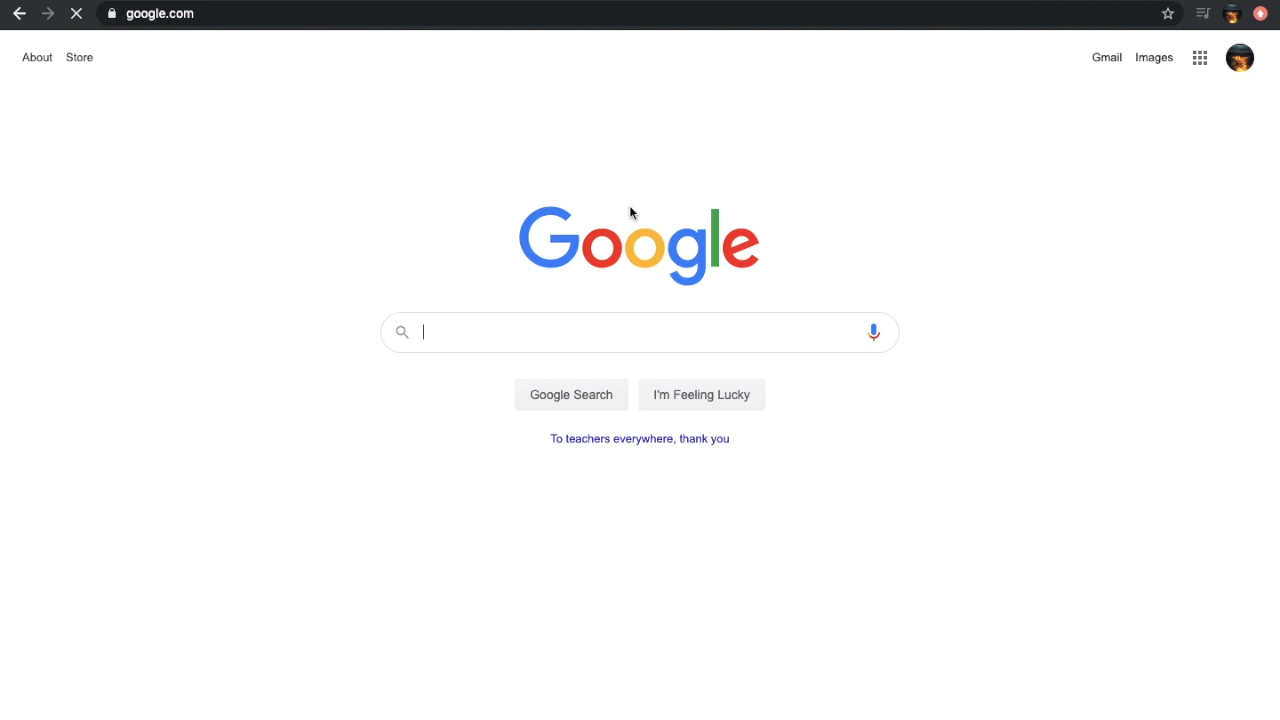 google.com
About Store
Gmail Images
Google
Google Search I'm Feeling Lucky
To teachers everywhere, thank you